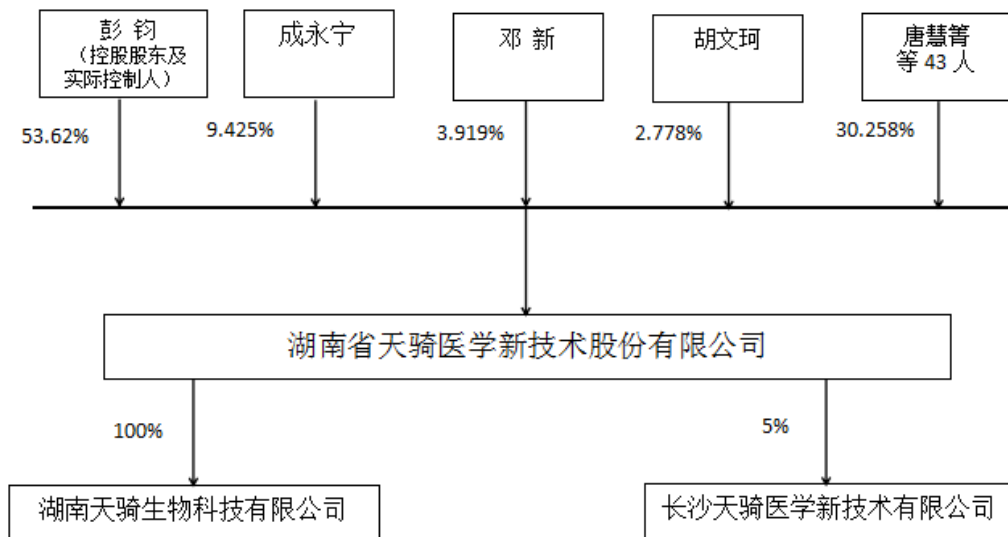 彭 钧
（控股股东及
实际控制人）
成永宁
邓 新
胡文珂
唐慧箐
等 43 人
53.62%
9.425%
3.919%
2.778%
30.258%
湖南省天骑医学新技术股份有限公司
100%
5%
湖南天骑生物科技有限公司
长沙天骑医学新技术有限公司